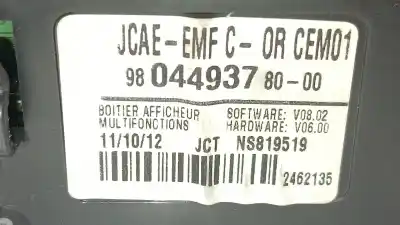 JCAE-EMF C- OR CEM01
98 044937 80-00
BOITIER AFFICHEUR SOFTWARE: V08.02
MULTIFONCTIONS HARDWARE: V06.00
11/10/12 JCT NS819519
2462135